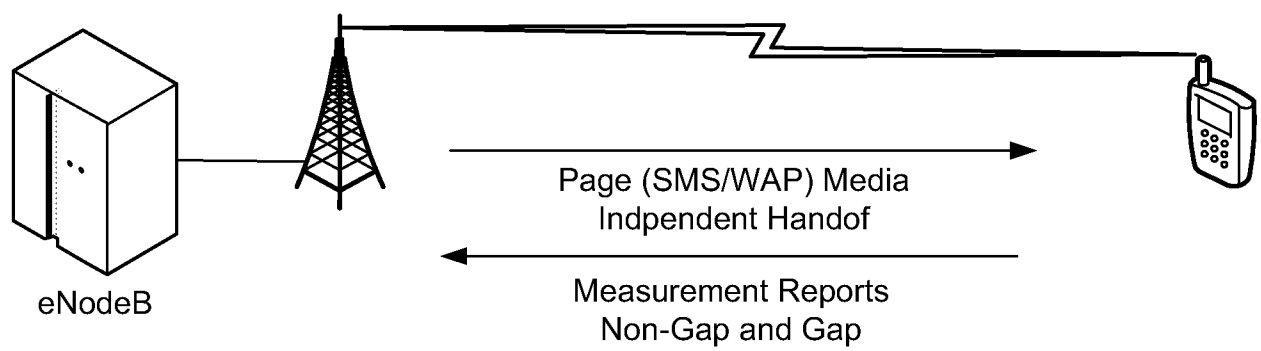 Page (SMS/WAP) Media
Indpendent Handof
eNodeB
Measurement Reports
Non-Gap and Gap